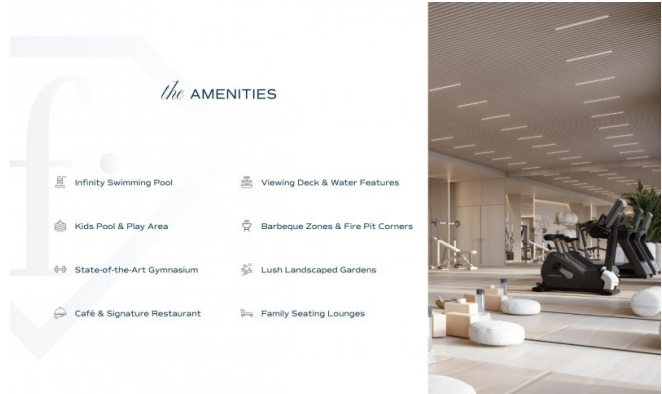 the AMENITIES
Infinity Swimming Pool
Viewing Deck & Water Features
Kids Pool & Play Area
Barbeque Zones & Fire Pit Corners
State-of-the-Art Gymnasium
Lush Landscaped Gardens
Café & Signature Restaurant
Family Seating Lounges